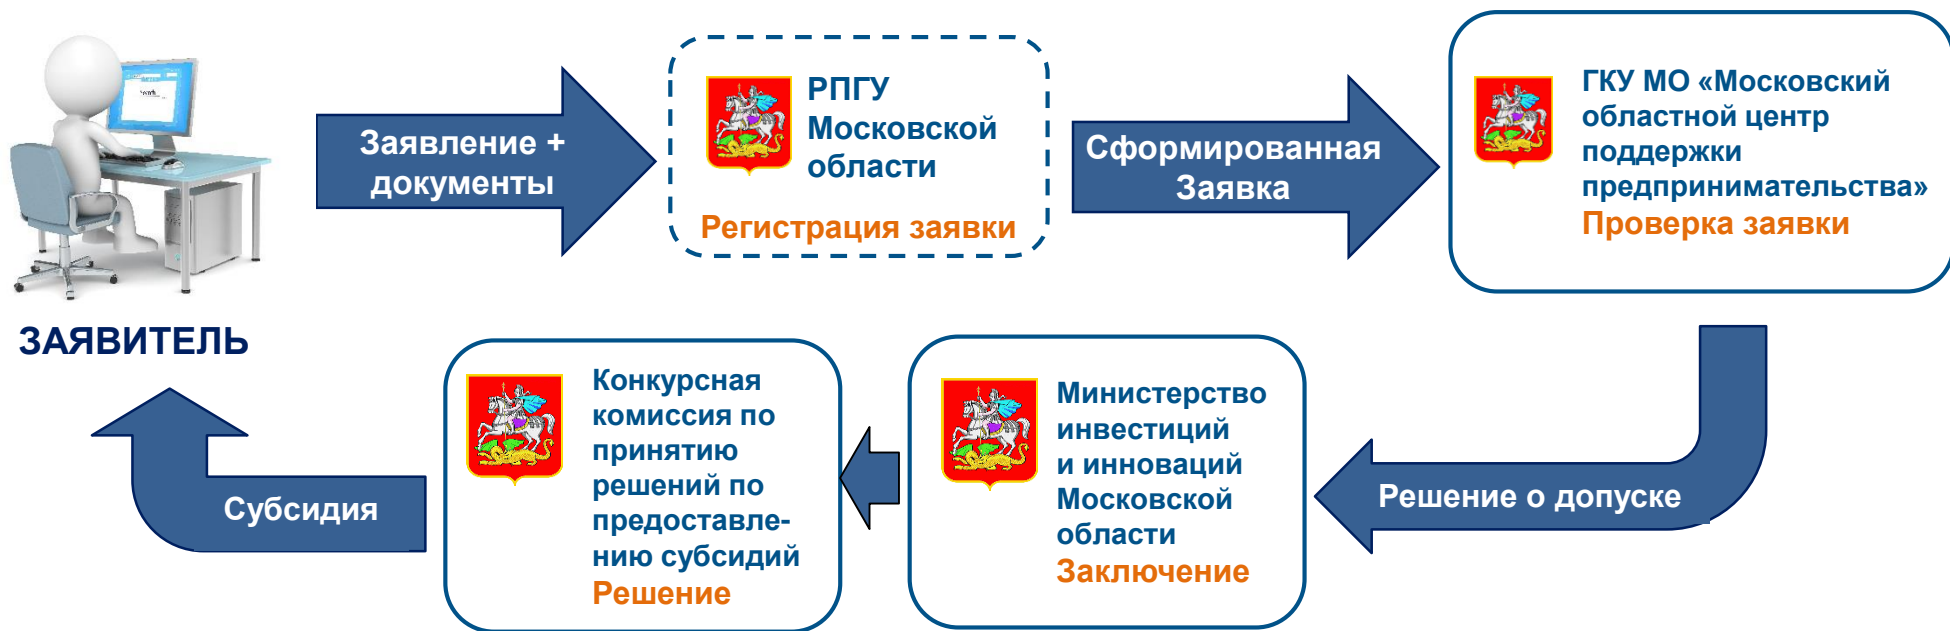 Заявление +
документы
РПГУ
Московской
области
Регистрация заявки
Сформированная
Заявка
ГКУ МО «Московский
областной центр
поддержки
предпринимательства»
Проверка заявки
ЗАЯВИТЕЛЬ
Решение о допуске
Министерство
инвестиций
и инноваций
Московской
области
Заключение
Конкурсная
комиссия по
принятию
решений по
предоставле-
нию субсидий
Решение
Субсидия